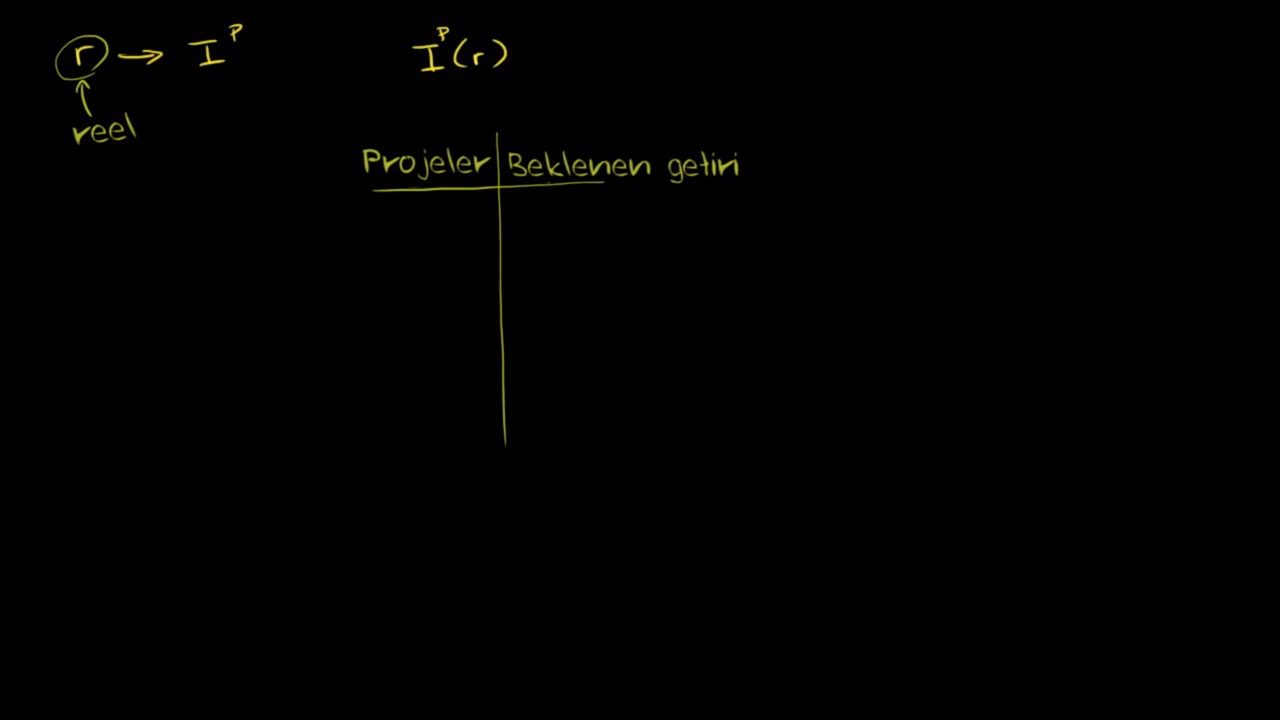 r → I^P I^P(r)
reel
Projeler Beklenen getiri